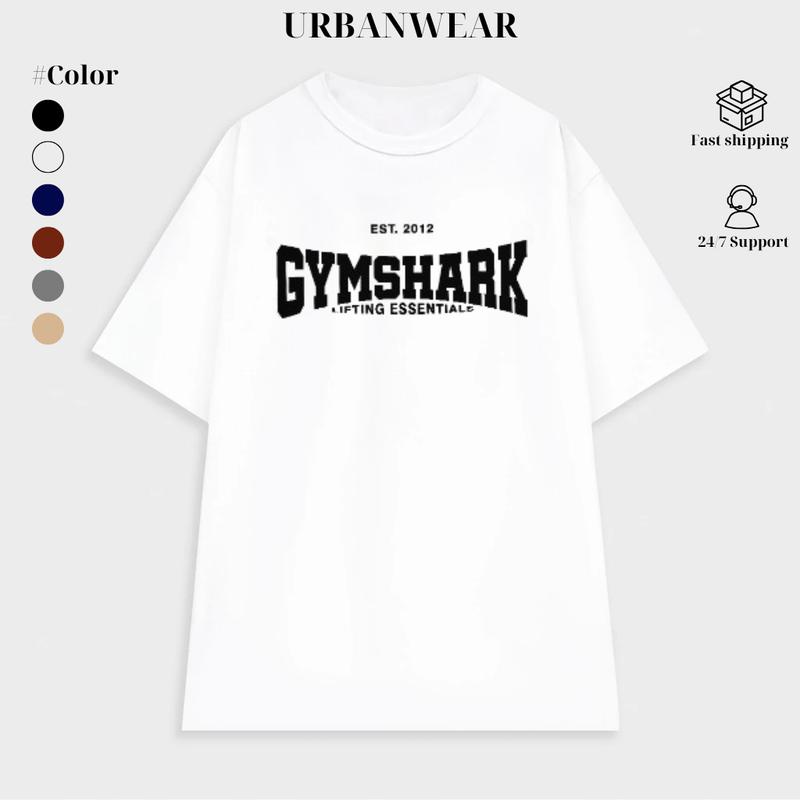 URBANWEAR
#Color
Fast shipping
24/7 Support
EST. 2012
GYMSHARK
LIFTING ESSENTIALS